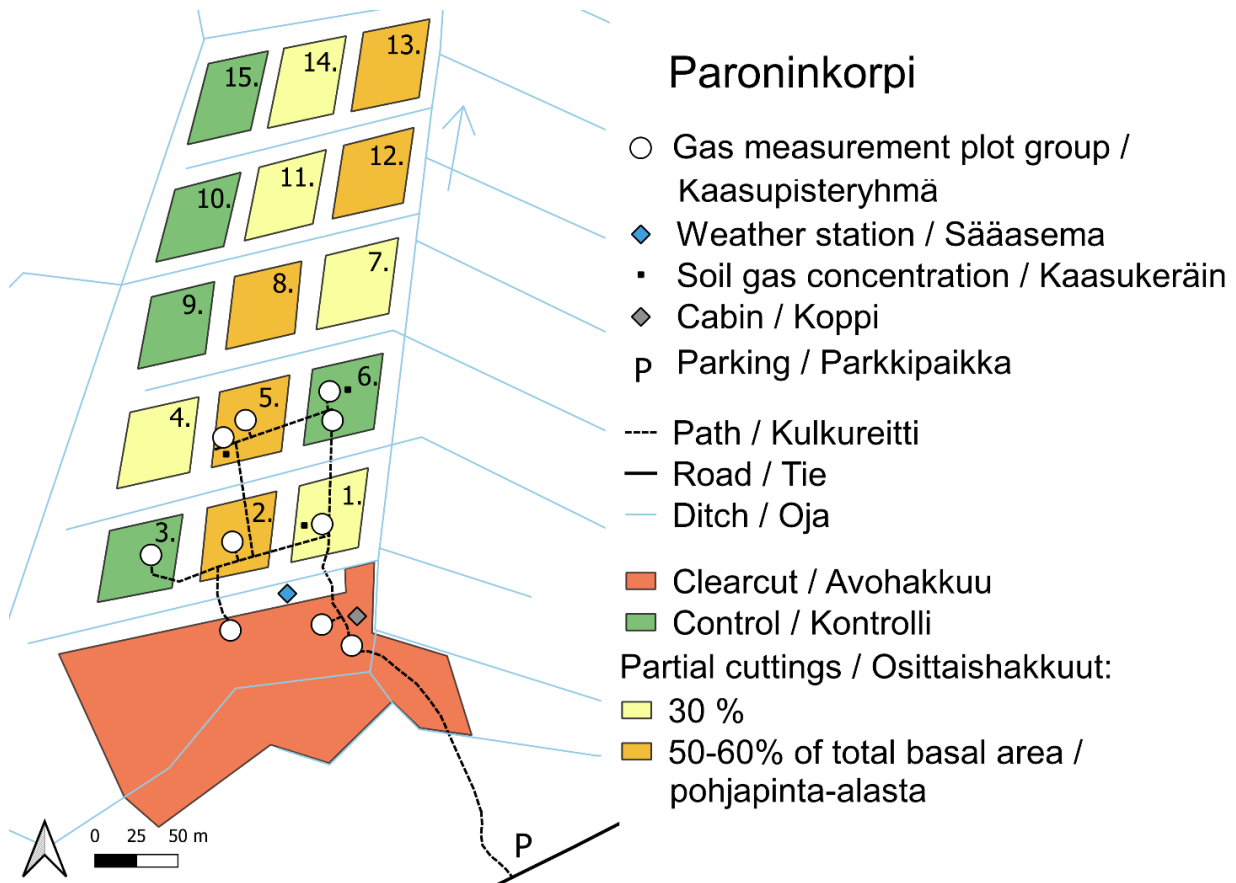 Paroninkorpi
Gas measurement plot group /
Kaasupisteryhmä
Weather station / Sääasema
Soil gas concentration / Kaasukeräin
Cabin / Koppi
P Parking / Parkkipaikka
Path / Kulkureitti
Road / Tie
Ditch / Oja
Clearcut / Avohakkuu
Control / Kontrolli
Partial cuttings / Osittaishakkuut:
30 %
50-60% of total basal area /
pohjapinta-alasta
15. 14. 13.
10. 11. 12.
9. 8. 7.
4. 5. 6.
3. 2. 1.
0 25 50 m
P